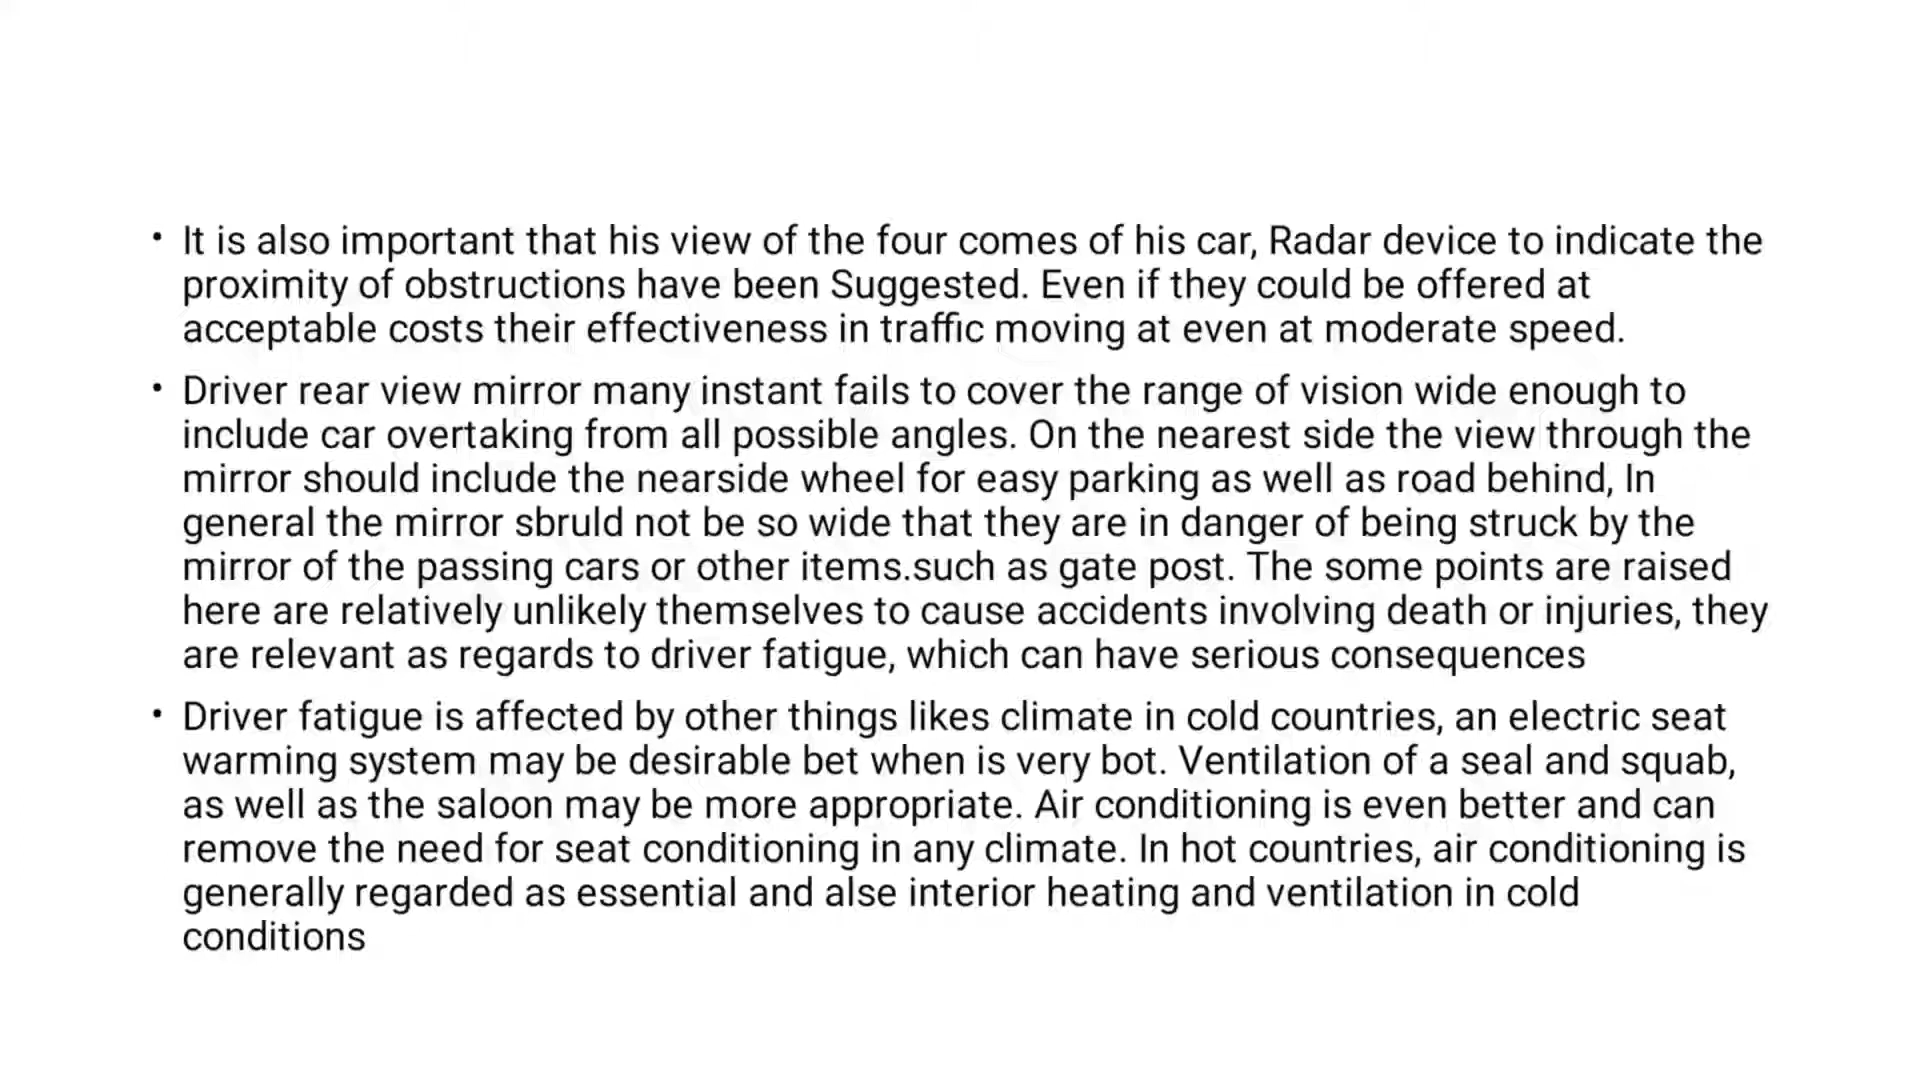 • It is also important that his view of the four comes of his car, Radar device to indicate the
proximity of obstructions have been Suggested. Even if they could be offered at
acceptable costs their effectiveness in traffic moving at even at moderate speed.
• Driver rear view mirror many instant fails to cover the range of vision wide enough to
include car overtaking from all possible angles. On the nearest side the view through the
mirror should include the nearside wheel for easy parking as well as road behind, In
general the mirror sbruld not be so wide that they are in danger of being struck by the
mirror of the passing cars or other items.such as gate post. The some points are raised
here are relatively unlikely themselves to cause accidents involving death or injuries, they
are relevant as regards to driver fatigue, which can have serious consequences
• Driver fatigue is affected by other things likes climate in cold countries, an electric seat
warming system may be desirable bet when is very bot. Ventilation of a seal and squab,
as well as the saloon may be more appropriate. Air conditioning is even better and can
remove the need for seat conditioning in any climate. In hot countries, air conditioning is
generally regarded as essential and alse interior heating and ventilation in cold
conditions